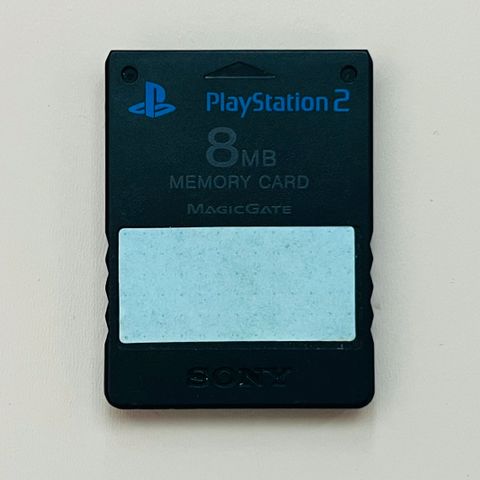 PlayStation 2
8MB
MEMORY CARD
MAGICGATE
SONY